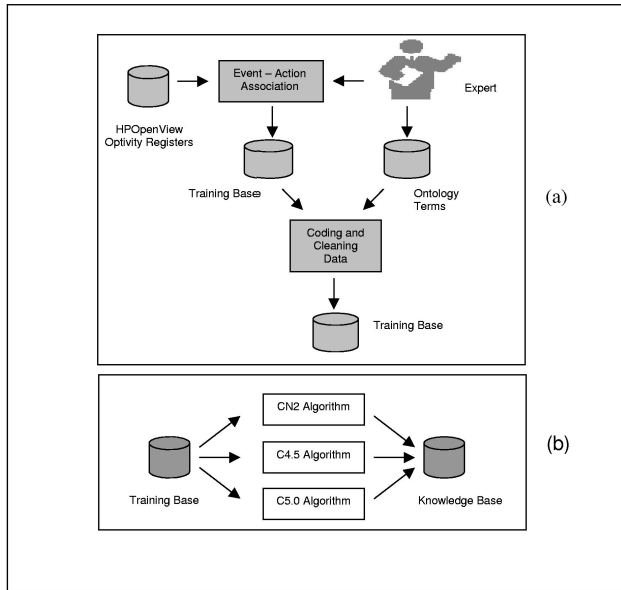 Event – Action
Association
Expert
HPOpenView
Optivity Registers
Training Base
Ontology
Terms
(a)
Coding and
Cleaning
Data
Training Base
CN2 Algorithm
C4.5 Algorithm
(b)
Training Base
C5.0 Algorithm
Knowledge Base